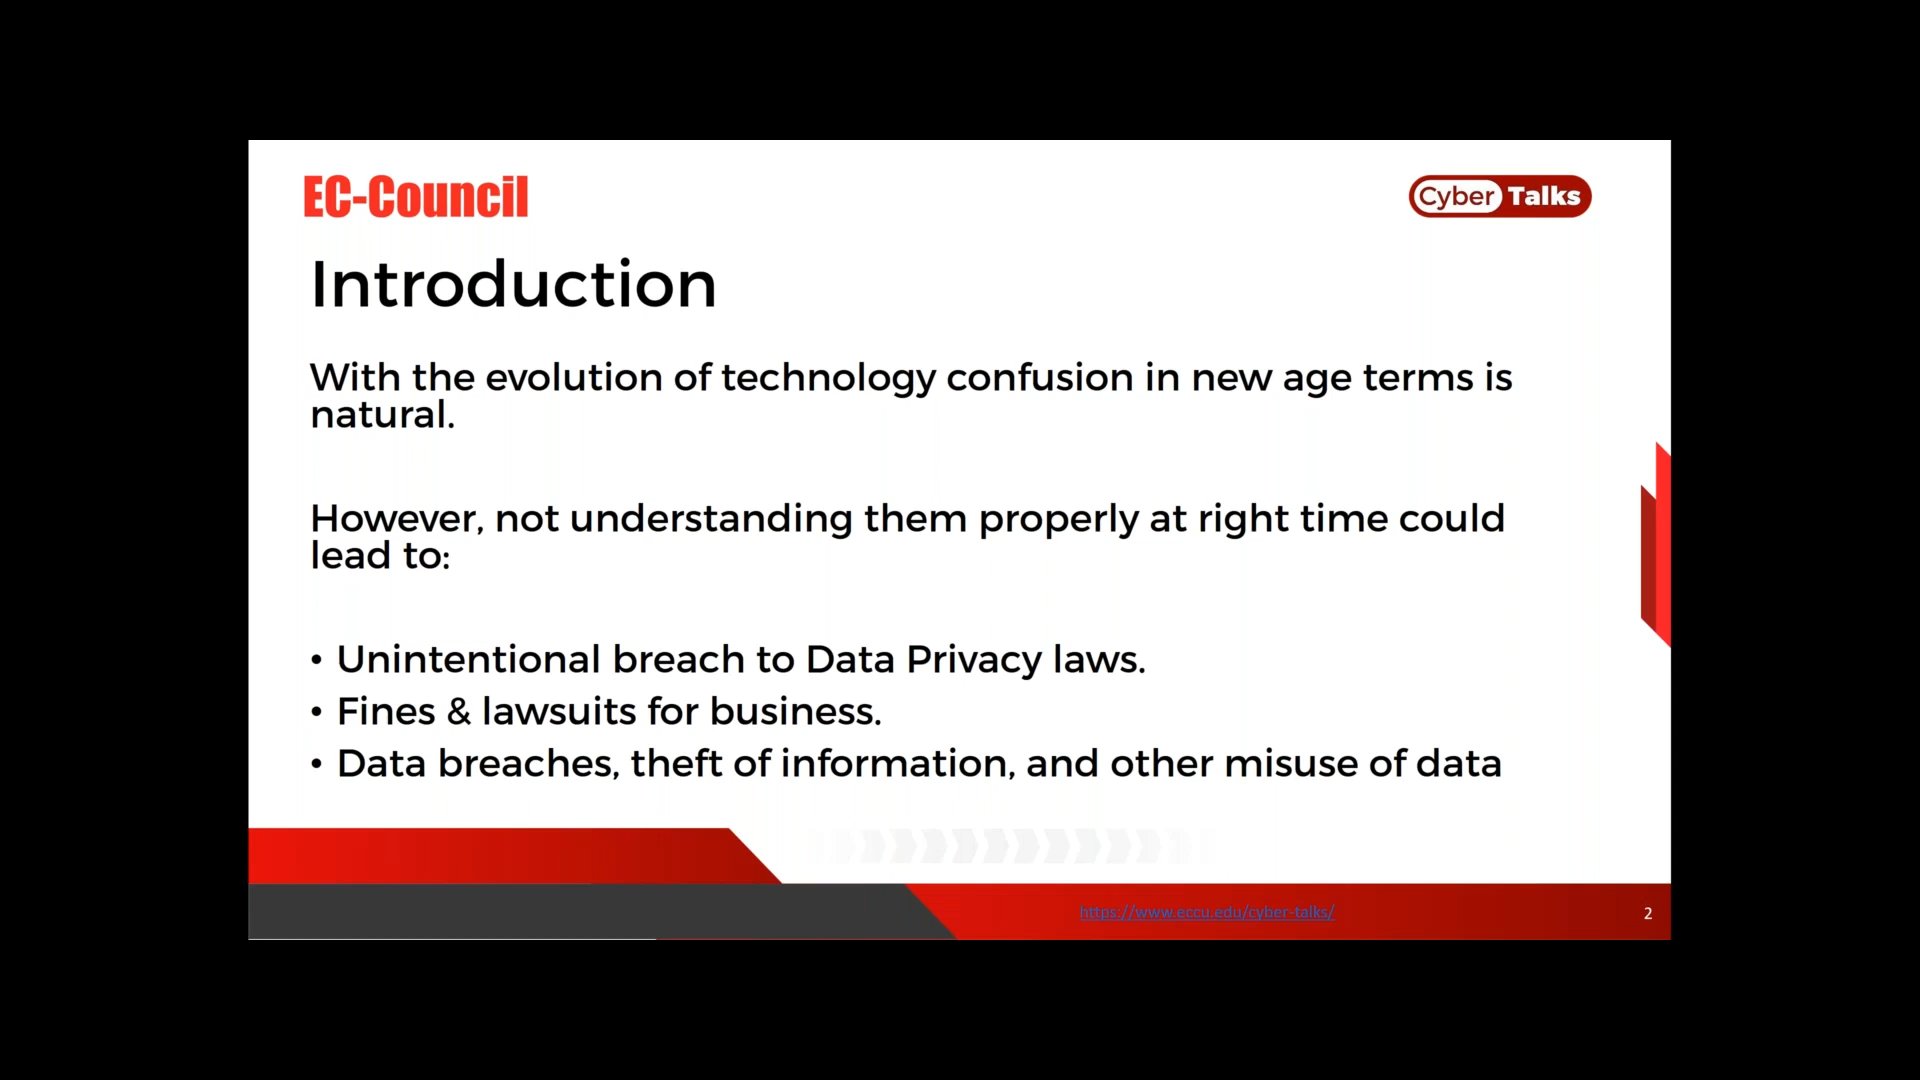 EC-Council
Cyber Talks
Introduction
With the evolution of technology confusion in new age terms is
natural.
However, not understanding them properly at right time could
lead to:
• Unintentional breach to Data Privacy laws.
• Fines & lawsuits for business.
• Data breaches, theft of information, and other misuse of data
https://www.eccu.edu/cyber-talks/
2